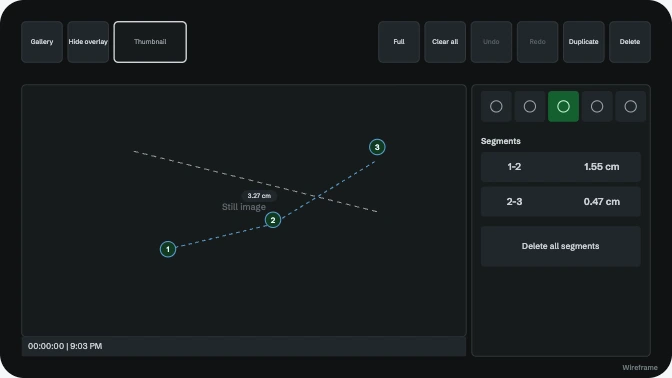 Gallery
Hide overlay
Thumbnail
Full
Clear all
Undo
Redo
Duplicate
Delete
3
3.27 cm
Still image
2
1
00:00:00 | 9:03 PM
Segments
1-2 1.55 cm
2-3 0.47 cm
Delete all segments
Wireframe